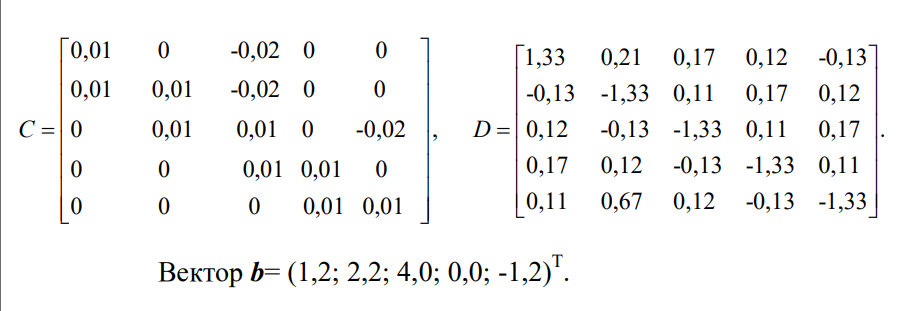 0,01 0 -0,02 0 0
0,01 0,01 -0,02 0 0
C = 0 0,01 0,01 0 -0,02 ,
0 0 0,01 0,01 0
0 0 0 0,01 0,01
1,33 0,21 0,17 0,12 -0,13
-0,13 -1,33 0,11 0,17 0,12
D = 0,12 -0,13 -1,33 0,11 0,17 .
0,17 0,12 -0,13 -1,33 0,11
0,11 0,67 0,12 -0,13 -1,33
Вектор b= (1,2; 2,2; 4,0; 0,0; -1,2)ᵀ.